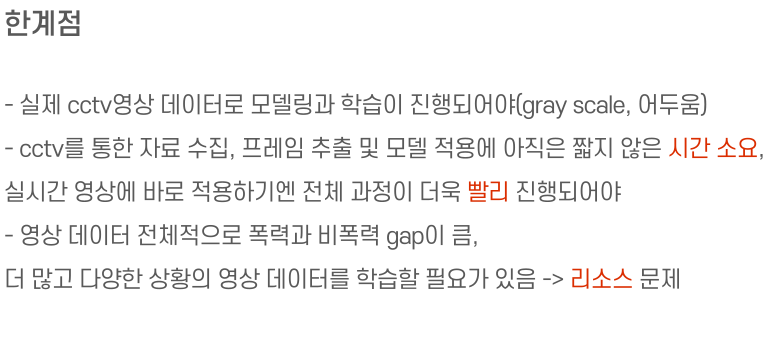 한계점
- 실제 cctv영상 데이터로 모델링과 학습이 진행되어야(gray scale, 어두움)
- cctv를 통한 자료 수집, 프레임 추출 및 모델 적용에 아직은 짧지 않은 시간 소요,
실시간 영상에 바로 적용하기엔 전체 과정이 더욱 빨리 진행되어야
- 영상 데이터 전체적으로 폭력과 비폭력 gap이 큼,
더 많고 다양한 상황의 영상 데이터를 학습할 필요가 있음 -> 리소스 문제